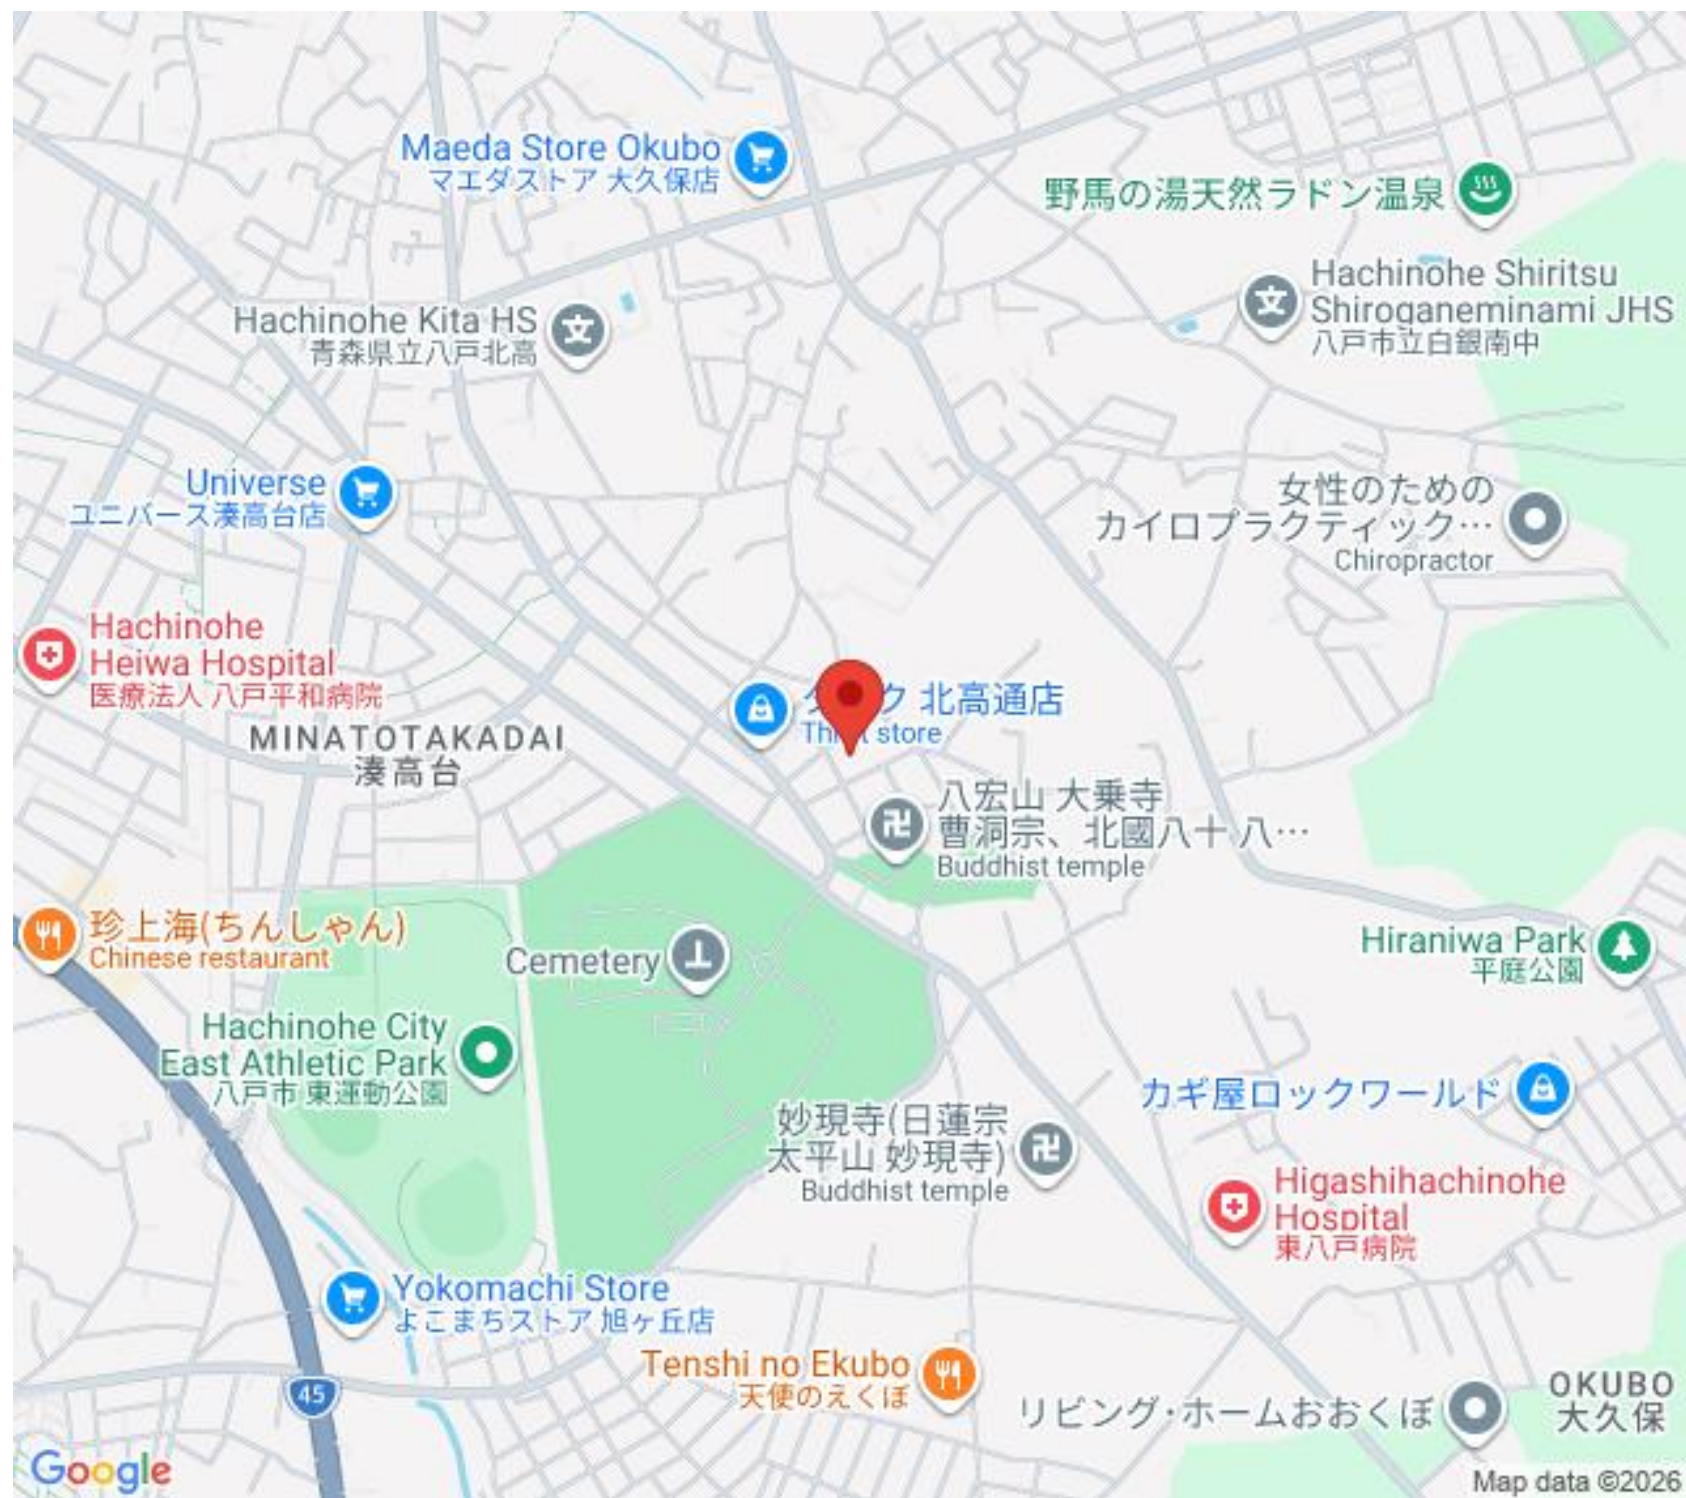 Maeda Store Okubo
マエダストア 大久保店
野馬の湯天然ラドン温泉
Hachinohe Shiritsu
Shiroganeminami JHS
八戸市立白銀南中
Hachinohe Kita HS
青森県立八戸北高
Universe
ユニバース湊高台店
女性のための
カイロプラクティック…
Chiropractor
Hachinohe
Heiwa Hospital
医療法人 八戸平和病院
北高通店
store
MINATOTAKADAI
湊高台
八宏山 大乗寺
曹洞宗、北國八十八…
Buddhist temple
珍上海(ちんしゃん)
Chinese restaurant
Cemetery
Hiraniwa Park
平庭公園
Hachinohe City
East Athletic Park
八戸市 東運動公園
カギ屋ロックワールド
妙現寺(日蓮宗
太平山 妙現寺)
Buddhist temple
Higashihachinohe
Hospital
東八戸病院
Yokomachi Store
よこまちストア 旭ヶ丘店
Tenshi no Ekubo
天使のえくぼ
45
リビング・ホームおおくぼ
OKUBO
大久保
Google
Map data ©2026